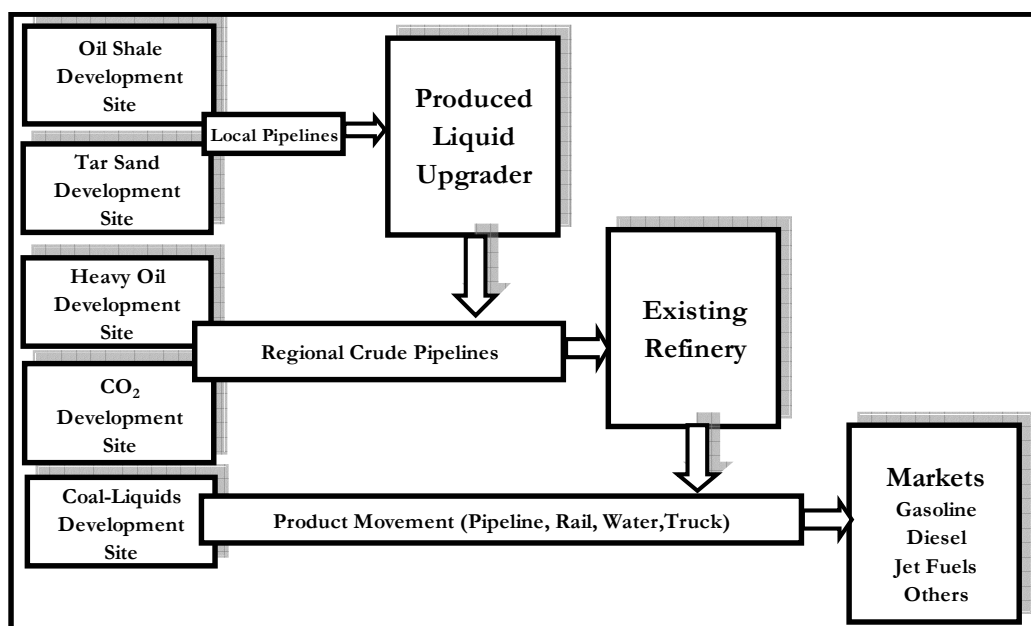 Oil Shale
Development
Site
Local Pipelines
Produced
Liquid
Upgrader
Tar Sand
Development
Site
Heavy Oil
Development
Site
Regional Crude Pipelines
Existing
Refinery
CO₂
Development
Site
Coal-Liquids
Development
Site
Product Movement (Pipeline, Rail, Water,Truck)
Markets
Gasoline
Diesel
Jet Fuels
Others